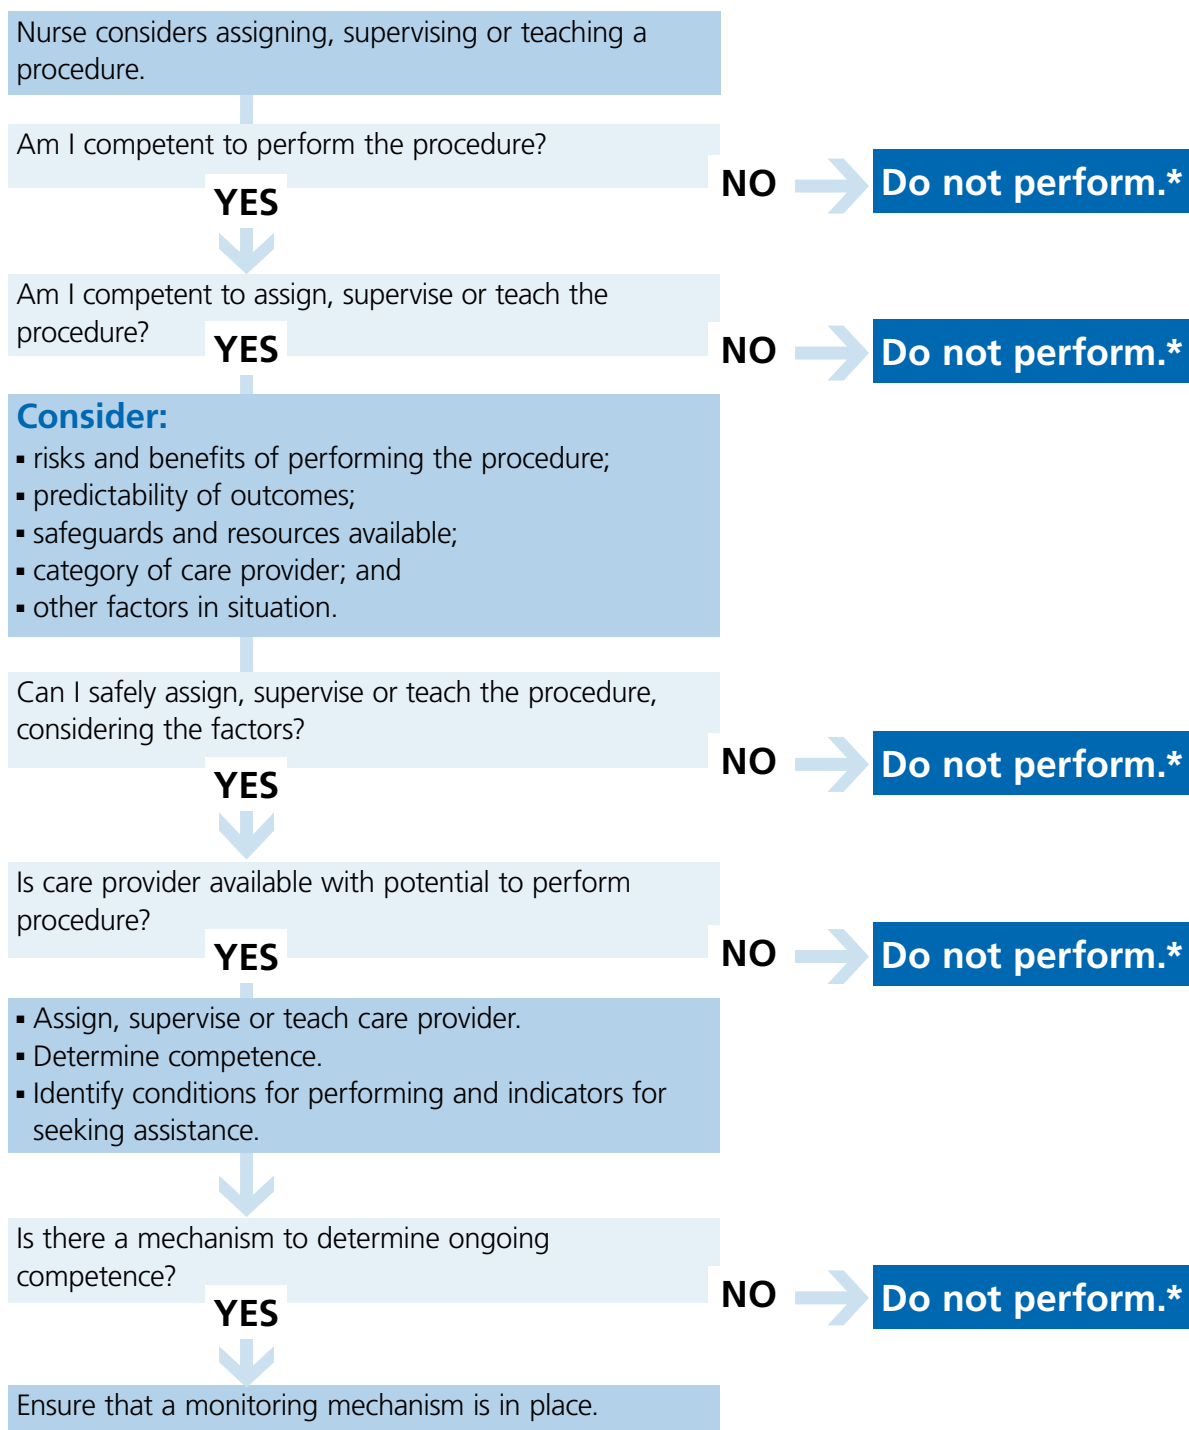 Nurse considers assigning, supervising or teaching a
procedure.
Am I competent to perform the procedure?
YES
NO
Do not perform.*
Am I competent to assign, supervise or teach the
procedure?
YES
NO
Do not perform.*
Consider:
▪ risks and benefits of performing the procedure;
▪ predictability of outcomes;
▪ safeguards and resources available;
▪ category of care provider; and
▪ other factors in situation.
Can I safely assign, supervise or teach the procedure,
considering the factors?
YES
NO
Do not perform.*
Is care provider available with potential to perform
procedure?
YES
NO
Do not perform.*
▪ Assign, supervise or teach care provider.
▪ Determine competence.
▪ Identify conditions for performing and indicators for
seeking assistance.
Is there a mechanism to determine ongoing
competence?
YES
NO
Do not perform.*
Ensure that a monitoring mechanism is in place.